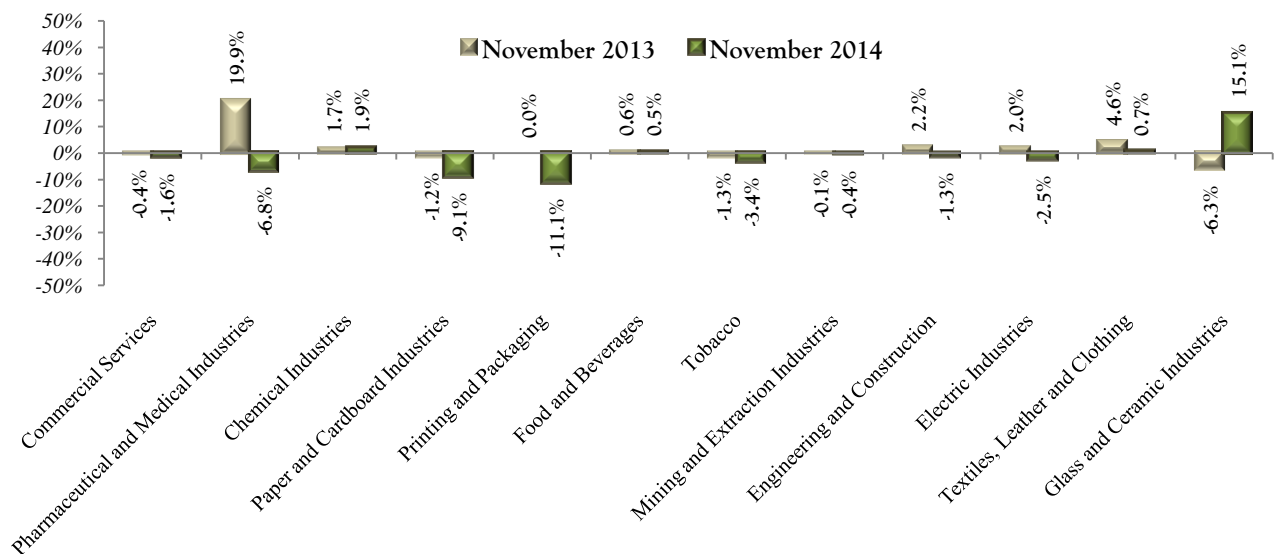 50%
40%
30%
20%
10%
0%
-10%
-20%
-30%
-40%
-50%
November 2013
November 2014
-0.4%
-1.6%
19.9%
-6.8%
1.7%
1.9%
-1.2%
-9.1%
0.0%
-11.1%
0.6%
0.5%
-1.3%
-3.4%
-0.1%
-0.4%
2.2%
-1.3%
2.0%
-2.5%
4.6%
0.7%
-6.3%
15.1%
Commercial Services
Pharmaceutical and Medical Industries
Chemical Industries
Paper and Cardboard Industries
Printing and Packaging
Food and Beverages
Tobacco
Mining and Extraction Industries
Engineering and Construction
Electric Industries
Textiles, Leather and Clothing
Glass and Ceramic Industries